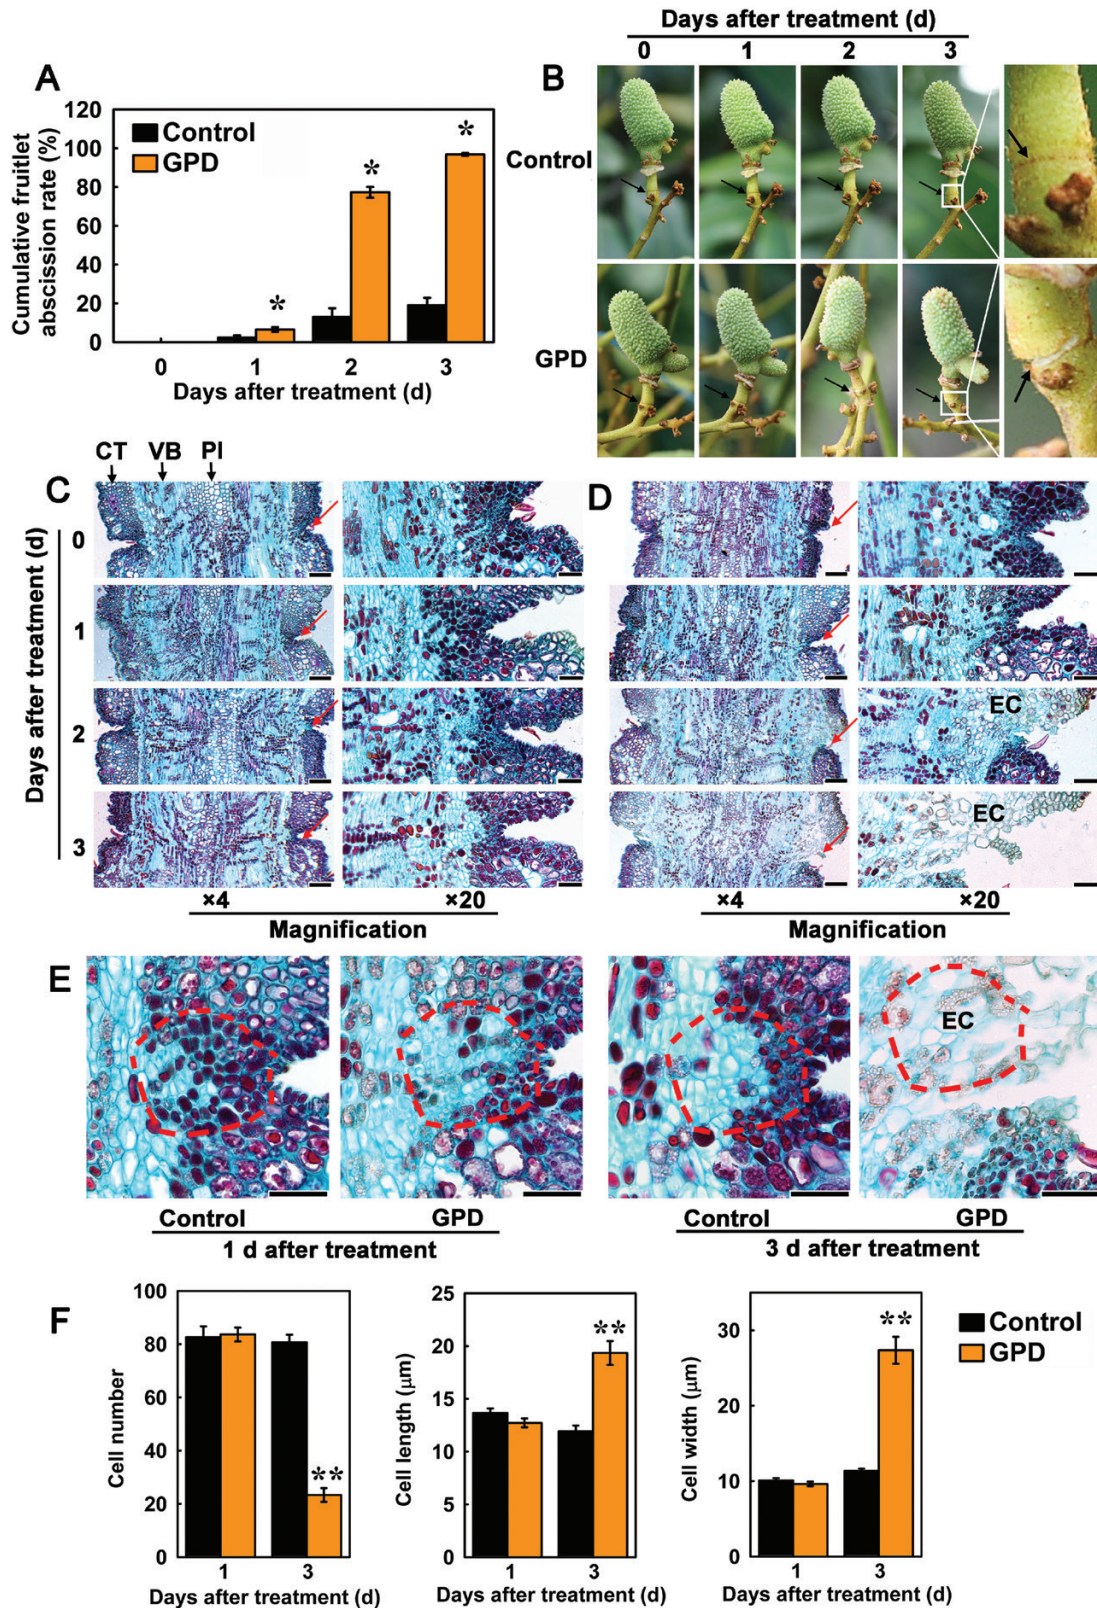 Days after treatment (d)
0 1 2 3
A
B
Cumulative fruitlet
abscission rate (%)
120
100
80
60
40
20
0
Control
GPD
*
*
*
0 1 2 3
Days after treatment (d)
Control
GPD
CT VB PI
C
D
Days after treatment (d)
0
1
2
3
EC
EC
×4 ×20
Magnification
×4 ×20
Magnification
E
EC
Control GPD
1 d after treatment
Control GPD
3 d after treatment
F
Cell number
100
80
60
40
20
0
**
1 3
Days after treatment (d)
Cell length (μm)
25
20
15
10
5
0
**
1 3
Days after treatment (d)
Cell width (μm)
30
20
10
0
**
1 3
Days after treatment (d)
Control
GPD